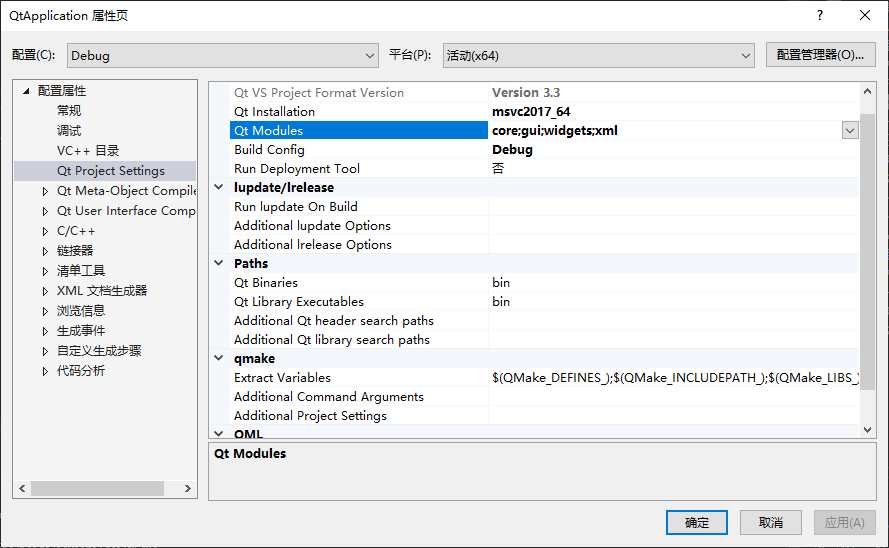 QtApplication 属性页
配置(C): Debug 平台(P): 活动(x64) 配置管理器(O)...
配置属性
常规
调试
VC++ 目录
Qt Project Settings
Qt Meta-Object Compile
Qt User Interface Comp
C/C++
链接器
清单工具
XML 文档生成器
浏览信息
生成事件
自定义生成步骤
代码分析
Qt VS Project Format Version Version 3.3
Qt Installation msvc2017_64
Qt Modules core;gui;widgets;xml
Build Config Debug
Run Deployment Tool 否
lupdate/lrelease
Run lupdate On Build
Additional lupdate Options
Additional lrelease Options
Paths
Qt Binaries bin
Qt Library Executables bin
Additional Qt header search paths
Additional Qt library search paths
qmake
Extract Variables $(QMake_DEFINES_);$(QMake_INCLUDEPATH_);$(QMake_LIBS_)
Additional Command Arguments
Additional Project Settings
QML
Qt Modules
确定 取消 应用(A)